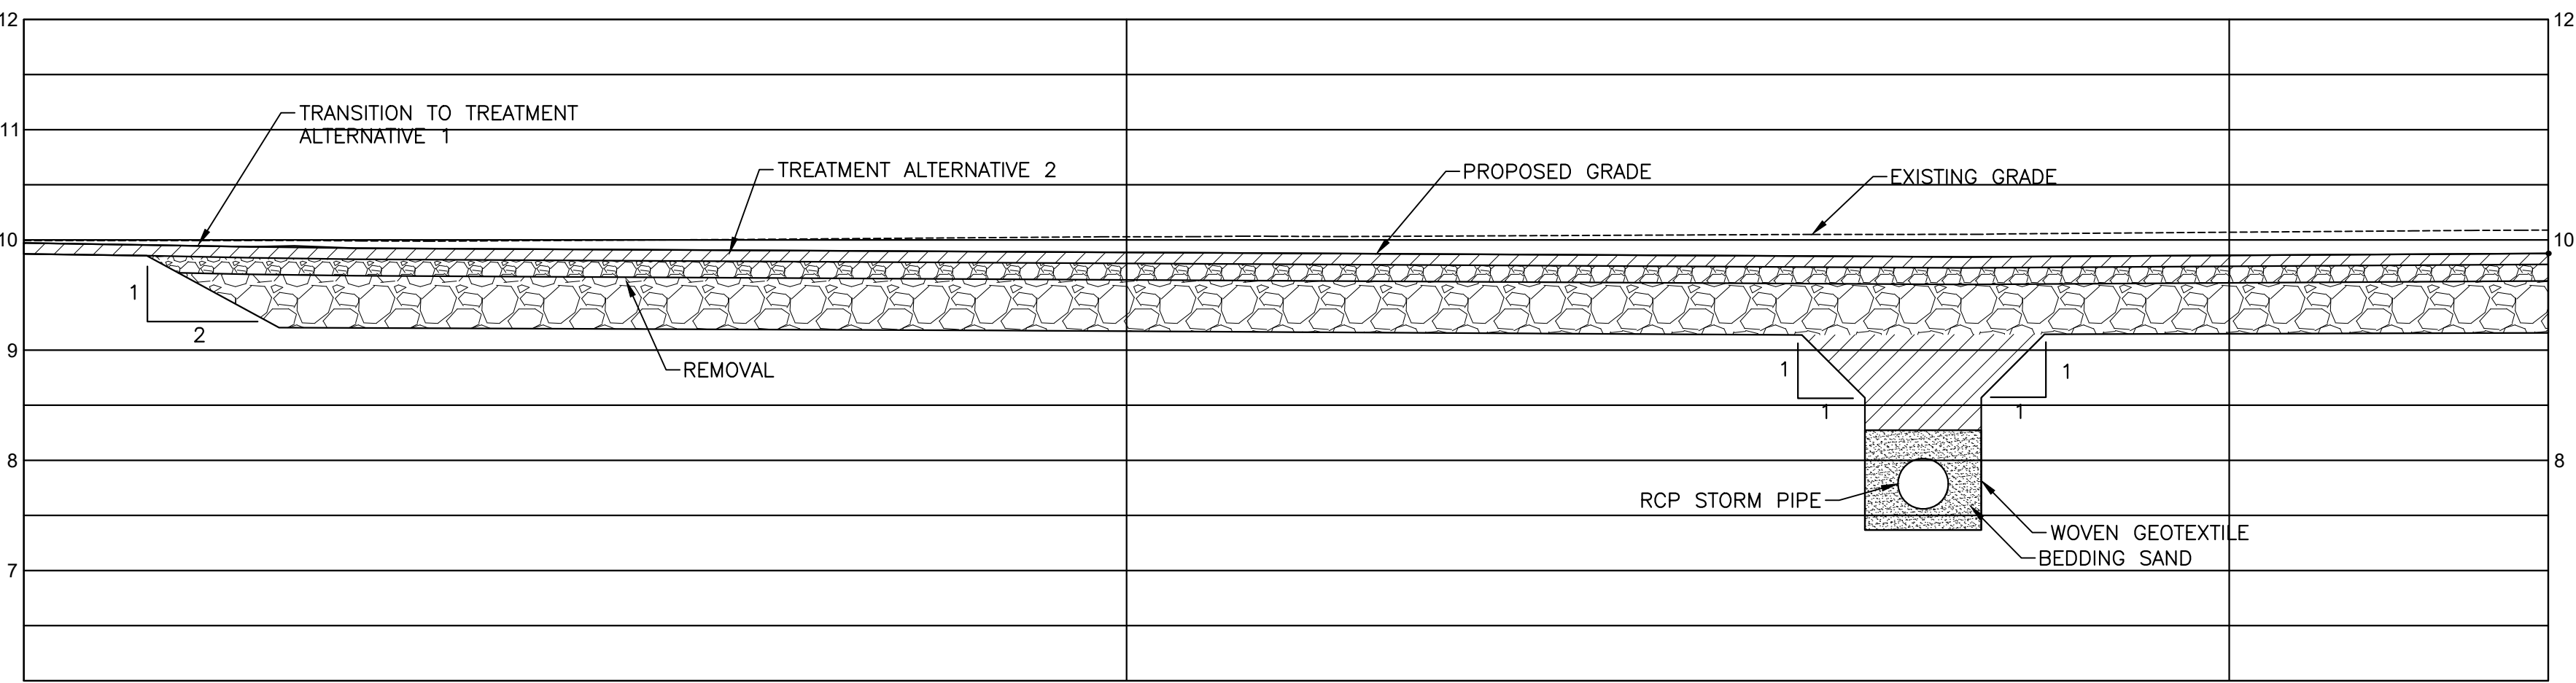 12
12
TRANSITION TO TREATMENT
ALTERNATIVE 1
11
TREATMENT ALTERNATIVE 2
PROPOSED GRADE
EXISTING GRADE
10
10
1
2
9
REMOVAL
1
1
1
1
8
8
RCP STORM PIPE
WOVEN GEOTEXTILE
BEDDING SAND
7